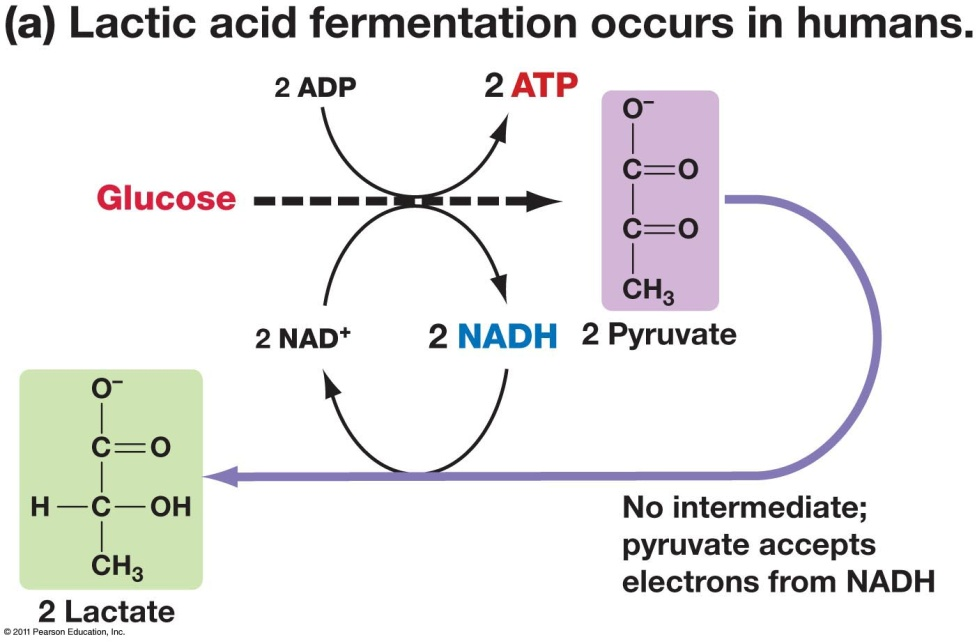 (a) Lactic acid fermentation occurs in humans.
2 ADP
2 ATP
Glucose
O⁻
C=O
C=O
CH₃
2 NAD⁺
2 NADH
2 Pyruvate
O⁻
C=O
H—C—OH
CH₃
2 Lactate
No intermediate;
pyruvate accepts
electrons from NADH
© 2011 Pearson Education, Inc.